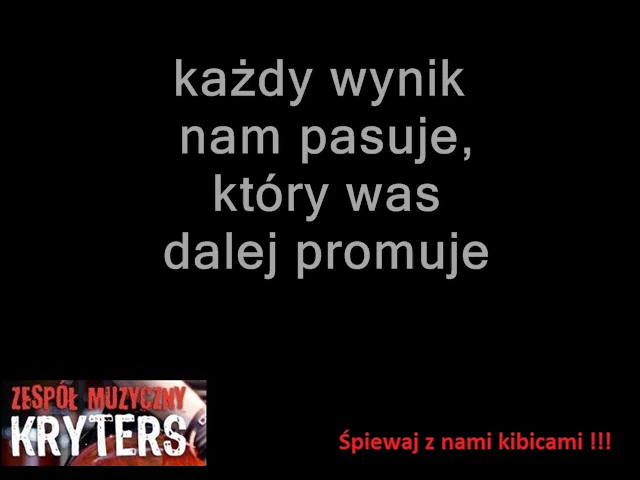 każdy wynik
nam pasuje,
który was
dalej promuje
ZESPÓŁ MUZYCZNY
KRYTERS
Śpiewaj z nami kibicami !!!